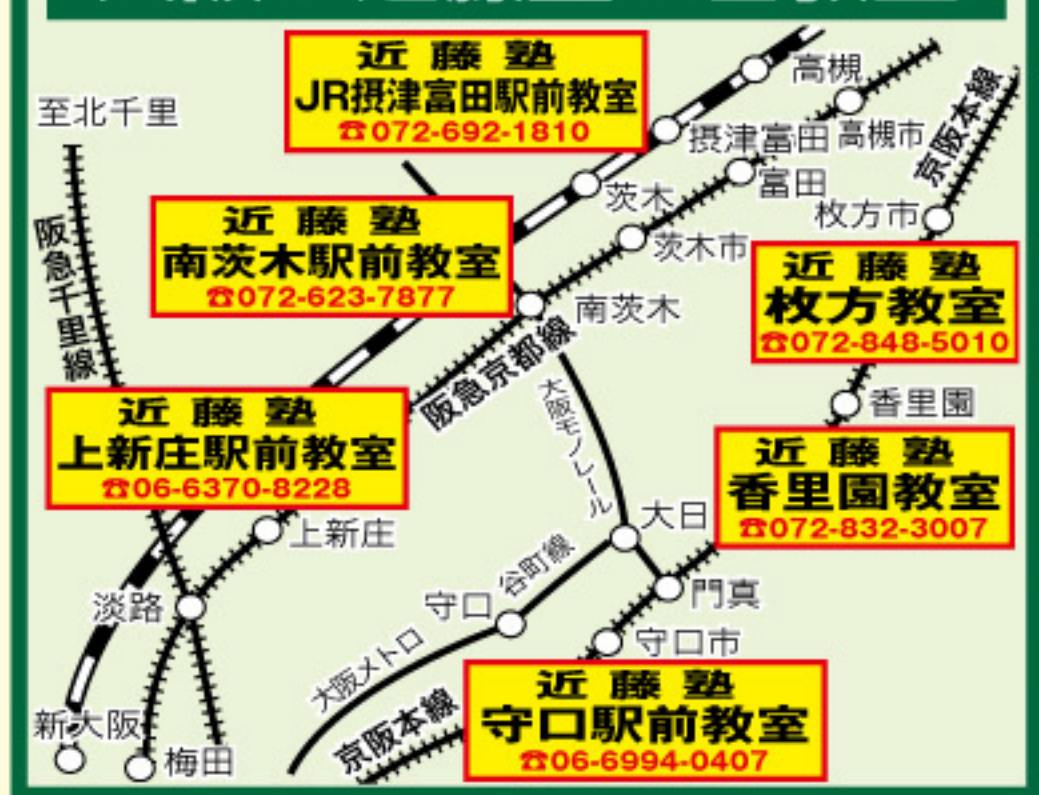 近藤塾
JR摂津富田駅前教室
☎072-692-1810
高槻
至北千里
摂津富田
高槻市
京阪本線
茨木
富田
枚方市
近藤塾
南茨木駅前教室
☎072-623-7877
阪急千里線
茨木市
近藤塾
枚方教室
☎072-848-5010
南茨木
阪急京都線
大阪モノレール
香里園
近藤塾
上新庄駅前教室
☎06-6370-8228
近藤塾
香里園教室
☎072-832-3007
上新庄
大日
谷町線
淡路
守口
門真
守口市
大阪メトロ
近藤塾
守口駅前教室
☎06-6994-0407
京阪本線
新大阪
梅田